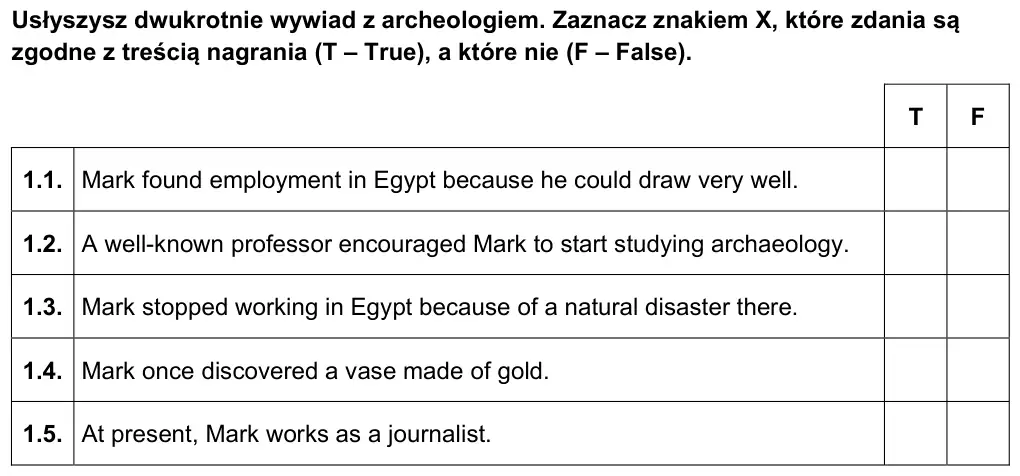 Usłyszysz dwukrotnie wywiad z archeologiem. Zaznacz znakiem X, które zdania są
zgodne z treścią nagrania (T – True), a które nie (F – False).
T F
1.1. Mark found employment in Egypt because he could draw very well.
1.2. A well-known professor encouraged Mark to start studying archaeology.
1.3. Mark stopped working in Egypt because of a natural disaster there.
1.4. Mark once discovered a vase made of gold.
1.5. At present, Mark works as a journalist.